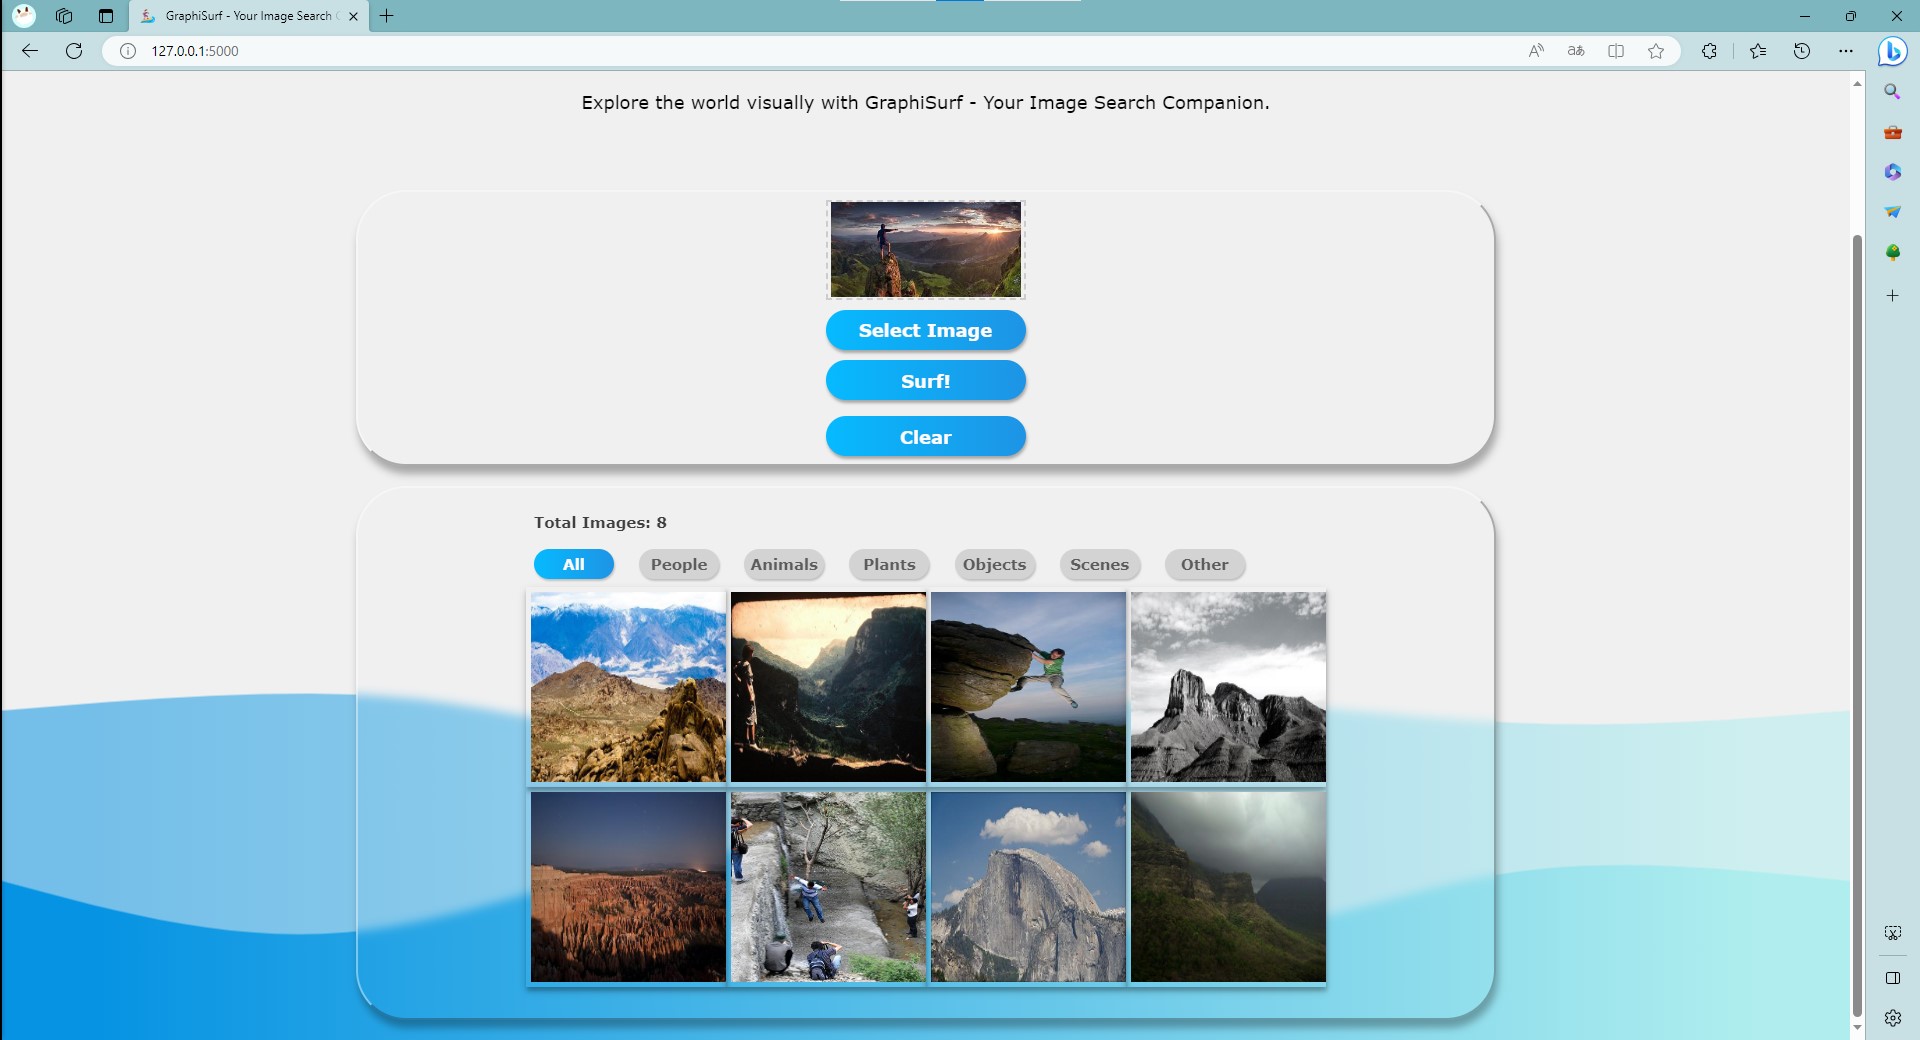 GraphiSurf - Your Image Search
127.0.0.1:5000
Explore the world visually with GraphiSurf - Your Image Search Companion.
Select Image
Surf!
Clear
Total Images: 8
All People Animals Plants Objects Scenes Other